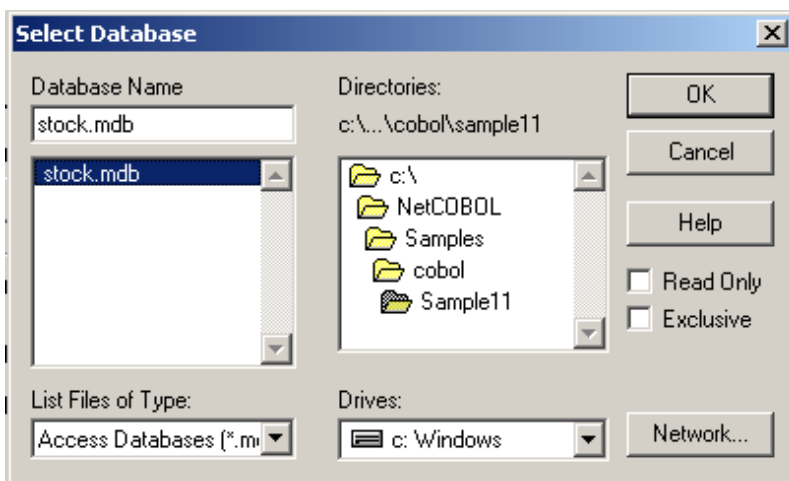 Select Database
Database Name
stock.mdb
stock.mdb
List Files of Type:
Access Databases (*.m
Directories:
c:\...\cobol\sample11
c:\
NetCOBOL
Samples
cobol
Sample11
Drives:
c: Windows
OK
Cancel
Help
Read Only
Exclusive
Network...